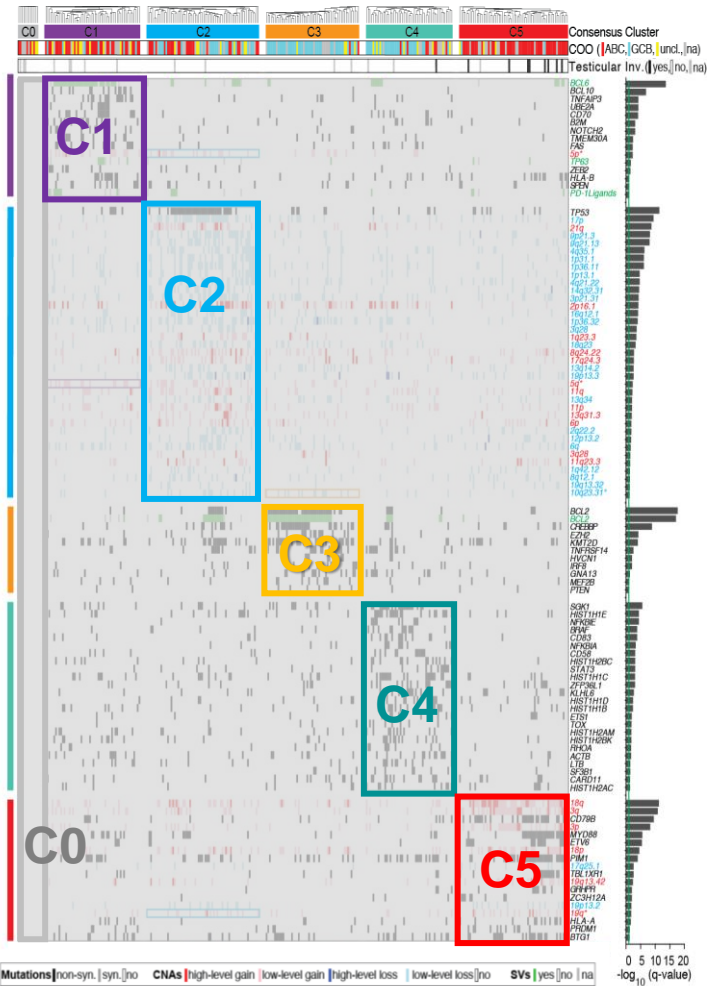 C0 C1 C2 C3 C4 C5 Consensus Cluster
COO (ABC, GCB, uncl., na)
Testicular Inv. (yes, no, na)
BCL6
BCL10
TNFAIP3
UBE2A
CD70
B2M
NOTCH2
TMEM30A
FAS
5p*
TP63
ZEB2
HLA-B
SPEN
PD-1Ligands
C1
TP53
17p
21q
9p21.3
9q21.13
4q35.1
1p31.1
1p36.11
1p13.1
4q21.22
14q32.31
3p21.31
2p16.1
16q12.1
1p36.32
3q28
1q23.3
18q23
8q24.22
17q24.3
13q14.2
19p13.3
5q*
11q
13q34
11p
13q31.3
6p
2q22.2
12p13.2
6q
3q28
11q23.3
1q42.12
8q12.1
19q13.32
10q23.31*
C2
BCL2
BCL2
CREBBP
EZH2
KMT2D
TNFRSF14
HVCN1
IRF8
GNA13
MEF2B
PTEN
C3
SGK1
HIST1H1E
NFKBIE
BRAF
CD83
NFKBIA
CD58
HIST1H2BC
STAT3
HIST1H1C
ZFP36L1
KLHL6
HIST1H1D
HIST1H1B
ETS1
TOX
HIST1H2AM
HIST1H2BK
RHOA
ACTB
LTB
SF3B1
CARD11
HIST1H2AC
C4
18q
3q
CD79B
3p
MYD88
ETV6
18p
PIM1
17q25.1
TBL1XR1
19q13.42
GRHPR
ZC3H12A
19p13.2
19q*
HLA-A
PRDM1
BTG1
C0
C5
0 5 10 15 20
-log10 (q-value)
Mutations non-syn. syn. no CNAs high-level gain low-level gain high-level loss low-level loss no SVs yes no na